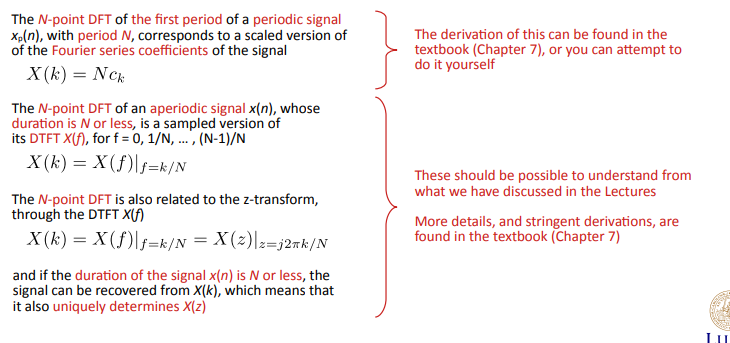 The N-point DFT of the first period of a periodic signal
xₚ(n), with period N, corresponds to a scaled version of
of the Fourier series coefficients of the signal
X(k) = Ncₖ
The derivation of this can be found in the
textbook (Chapter 7), or you can attempt to
do it yourself
The N-point DFT of an aperiodic signal x(n), whose
duration is N or less, is a sampled version of
its DTFT X(f), for f = 0, 1/N, ... , (N-1)/N
X(k) = X(f)|f=k/N
The N-point DFT is also related to the z-transform,
through the DTFT X(f)
X(k) = X(f)|f=k/N = X(z)|z=j2πk/N
and if the duration of the signal x(n) is N or less, the
signal can be recovered from X(k), which means that
it also uniquely determines X(z)
These should be possible to understand from
what we have discussed in the Lectures
More details, and stringent derivations, are
found in the textbook (Chapter 7)